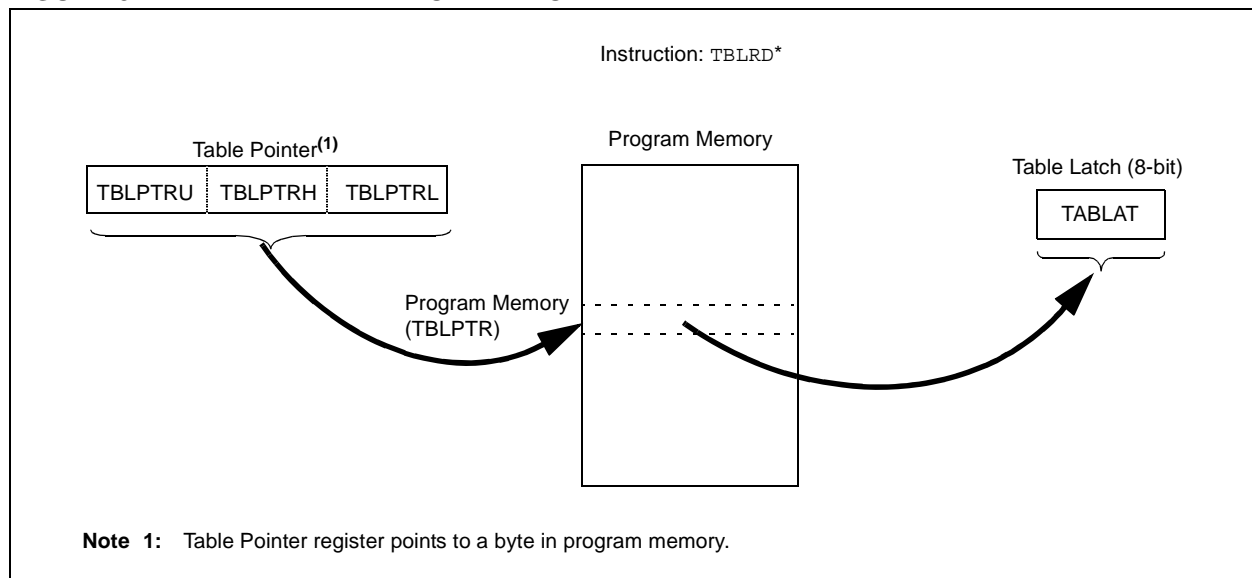 Instruction: TBLRD*
Table Pointer(1)
TBLPTRU TBLPTRH TBLPTRL
Program Memory
Table Latch (8-bit)
TABLAT
Program Memory
(TBLPTR)
Note 1: Table Pointer register points to a byte in program memory.